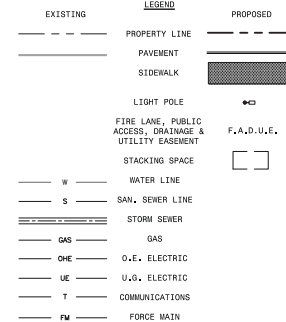 LEGEND
EXISTING
PROPOSED
PROPERTY LINE
PAVEMENT
SIDEWALK
LIGHT POLE
FIRE LANE, PUBLIC
ACCESS, DRAINAGE &
UTILITY EASEMENT
F.A.D.U.E.
STACKING SPACE
W WATER LINE
S SAN. SEWER LINE
STORM SEWER
GAS GAS
OHE O.E. ELECTRIC
UE U.G. ELECTRIC
T COMMUNICATIONS
FM FORCE MAIN